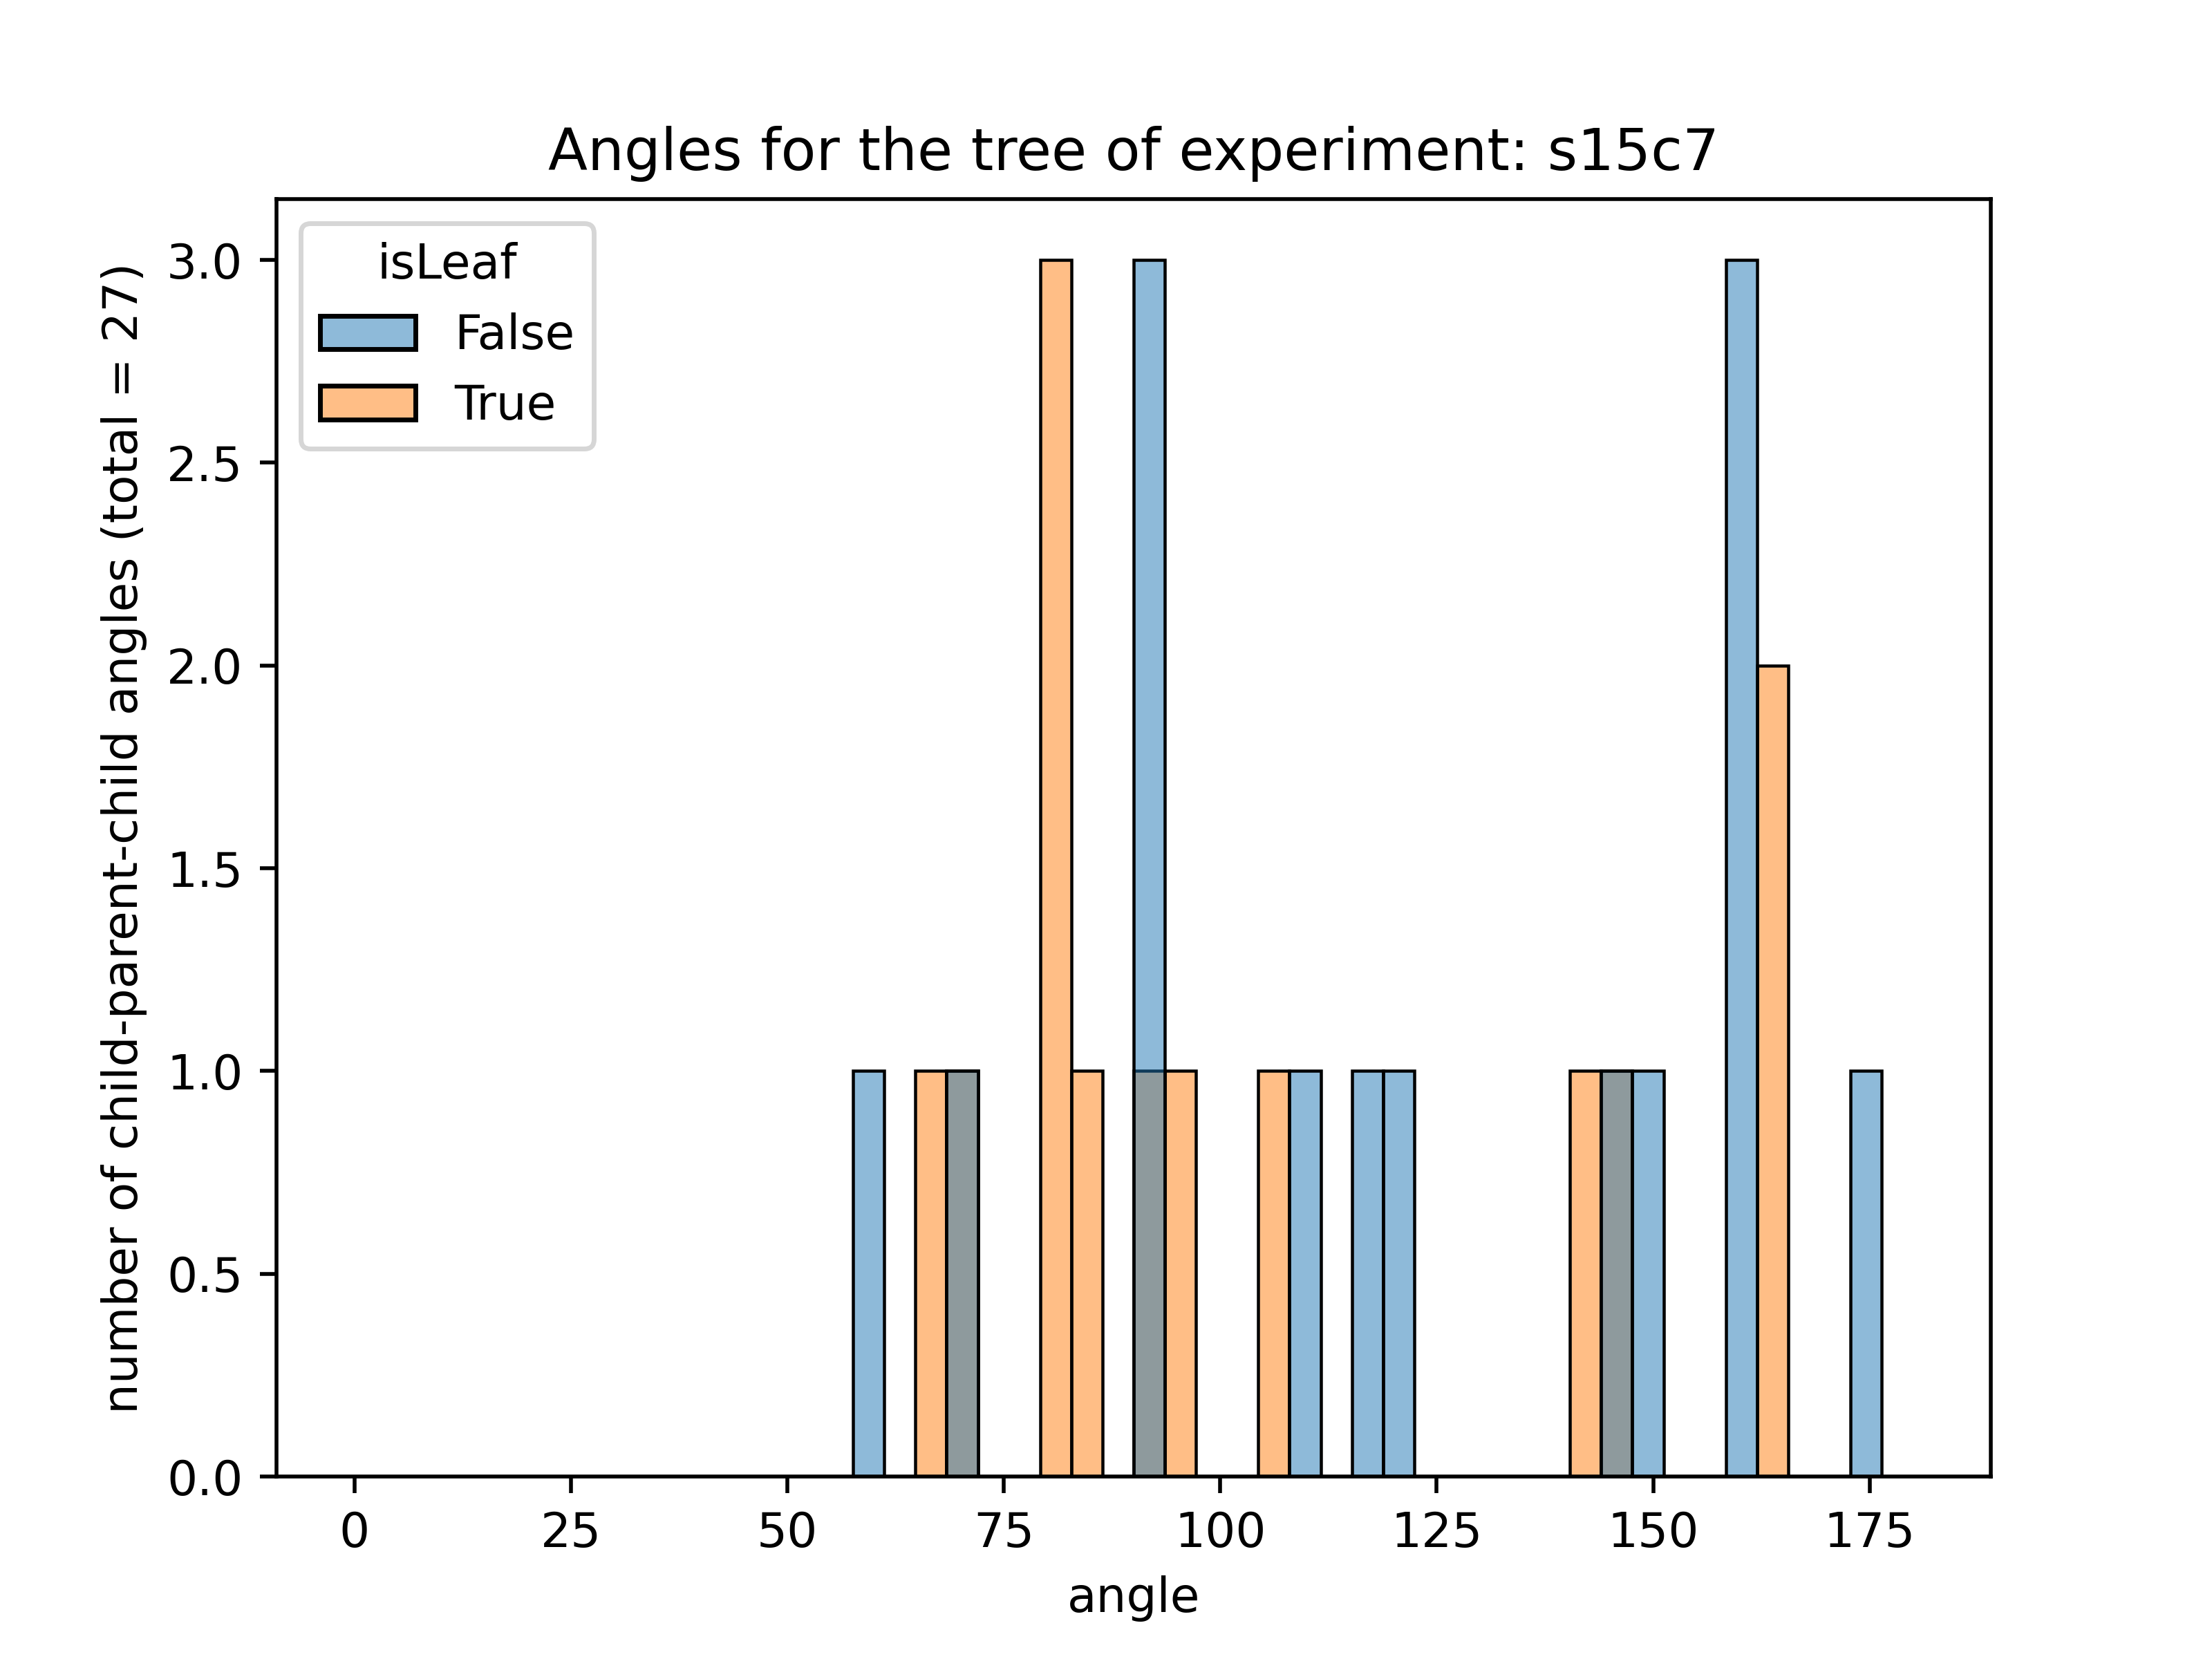 Angles for the tree of experiment: s15c7
number of child-parent-child angles (total = 27)
3.0
2.5
2.0
1.5
1.0
0.5
0.0
isLeaf
False
True
0 25 50 75 100 125 150 175
angle